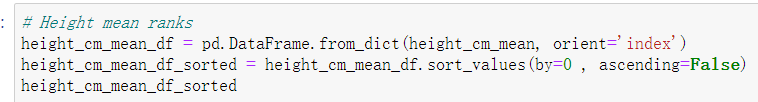 :
# Height mean ranks
height_cm_mean_df = pd.DataFrame.from_dict(height_cm_mean, orient='index')
height_cm_mean_df_sorted = height_cm_mean_df.sort_values(by=0 , ascending=False)
height_cm_mean_df_sorted